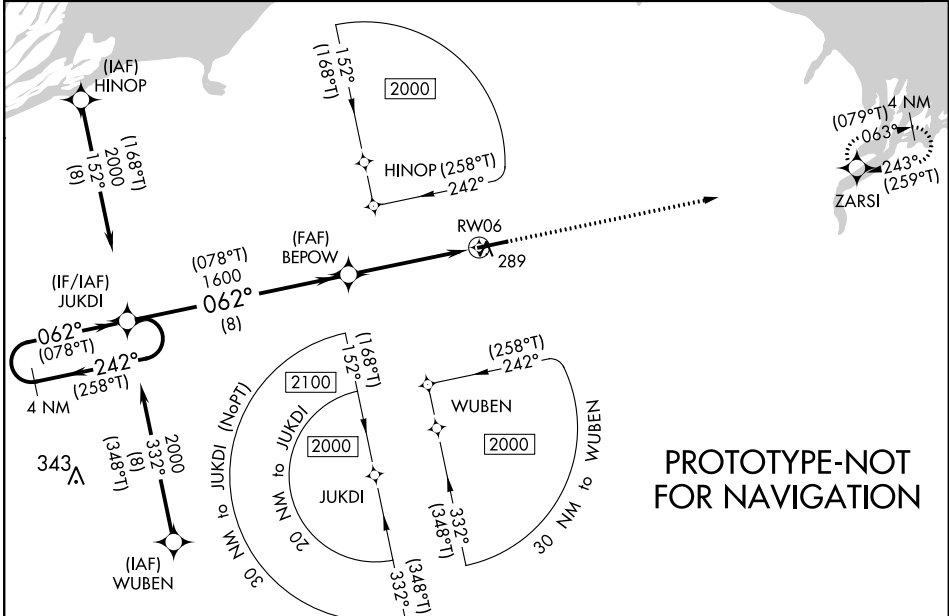 (IAF)
HINOP
(168°T)
2000
152°
(8)
152°
(168°T)
2000
HINOP (258°T)
242°
4 NM
(079°T)
063°
243°
(259°T)
ZARSI
RW06
289
(FAF)
BEPOW
(078°T)
1600
062°
(8)
(IF/IAF)
JUKDI
062°
(078°T)
242°
(258°T)
4 NM
343
2000
332°
(8)
(348°T)
(IAF)
WUBEN
30 NM to JUKDI (NoPT)
2100
(168°T)
152°
20 NM to JUKDI
2000
JUKDI
(348°T)
332°
(258°T)
242°
WUBEN
2000
332°
(348°T)
30 NM to WUBEN
PROTOTYPE-NOT
FOR NAVIGATION